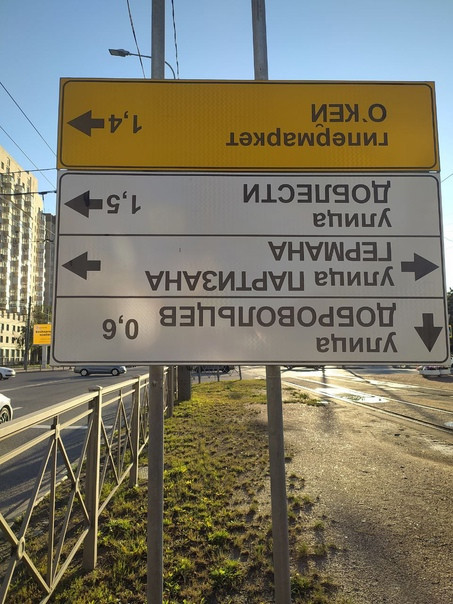 улица
ДОБРОВОЛЬЦЕВ 0,6
улица ПАРТИЗАНА
ГЕРМАНА
улица
ДОБЛЕСТИ 1,5
гипермаркет
О'КЕЙ 1,4